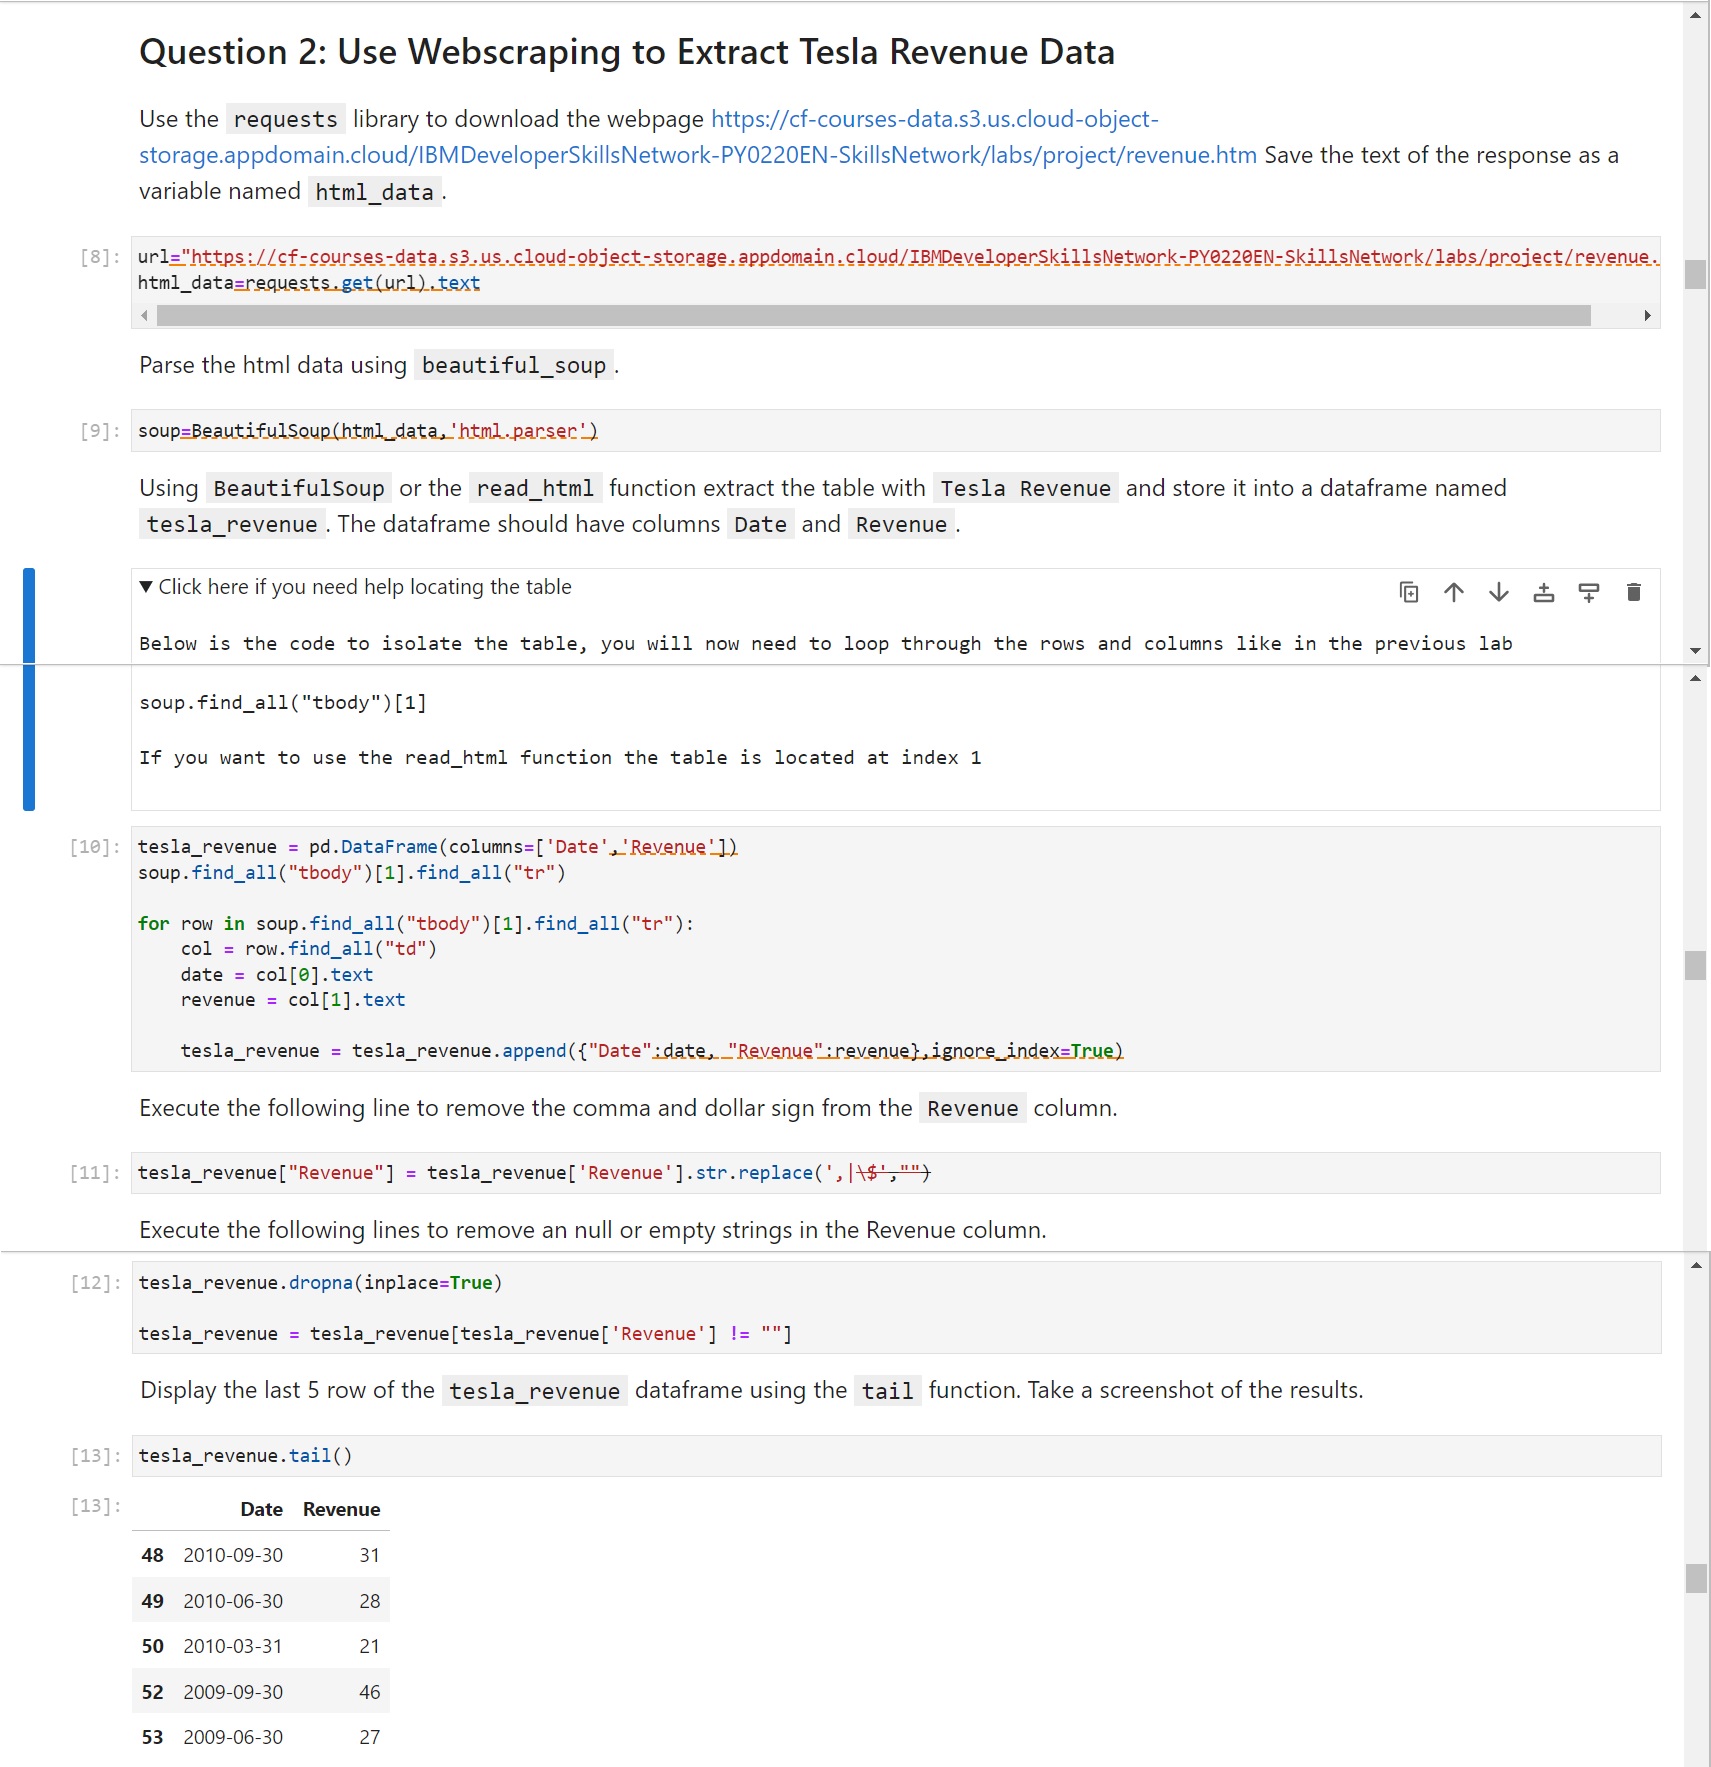 Question 2: Use Webscraping to Extract Tesla Revenue Data
Use the requests library to download the webpage https://cf-courses-data.s3.us.cloud-object-
storage.appdomain.cloud/IBMDeveloperSkillsNetwork-PY0220EN-SkillsNetwork/labs/project/revenue.htm Save the text of the response as a
variable named html_data.
[8]: url="https://cf-courses-data.s3.us.cloud-object-storage.appdomain.cloud/IBMDeveloperSkillsNetwork-PY0220EN-SkillsNetwork/labs/project/revenue.
html_data=requests.get(url).text
Parse the html data using beautiful_soup.
[9]: soup=BeautifulSoup(html_data,'html.parser')
Using BeautifulSoup or the read_html function extract the table with Tesla Revenue and store it into a dataframe named
tesla_revenue. The dataframe should have columns Date and Revenue.
▼ Click here if you need help locating the table
Below is the code to isolate the table, you will now need to loop through the rows and columns like in the previous lab
soup.find_all("tbody")[1]
If you want to use the read_html function the table is located at index 1
[10]: tesla_revenue = pd.DataFrame(columns=['Date','Revenue'])
soup.find_all("tbody")[1].find_all("tr")
for row in soup.find_all("tbody")[1].find_all("tr"):
    col = row.find_all("td")
    date = col[0].text
    revenue = col[1].text
    tesla_revenue = tesla_revenue.append({"Date":date, "Revenue":revenue},ignore_index=True)
Execute the following line to remove the comma and dollar sign from the Revenue column.
[11]: tesla_revenue["Revenue"] = tesla_revenue['Revenue'].str.replace(',|\$',"")
Execute the following lines to remove an null or empty strings in the Revenue column.
[12]: tesla_revenue.dropna(inplace=True)
tesla_revenue = tesla_revenue[tesla_revenue['Revenue'] != ""]
Display the last 5 row of the tesla_revenue dataframe using the tail function. Take a screenshot of the results.
[13]: tesla_revenue.tail()
[13]: Date Revenue
48 2010-09-30 31
49 2010-06-30 28
50 2010-03-31 21
52 2009-09-30 46
53 2009-06-30 27